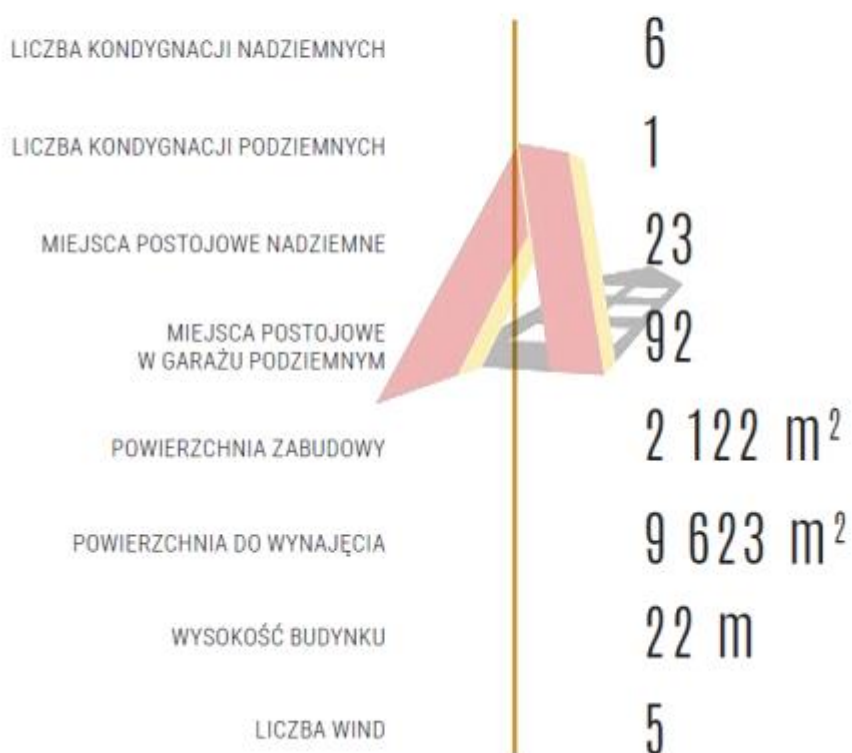 LICZBA KONDYGNACJI NADZIEMNYCH 6
LICZBA KONDYGNACJI PODZIEMNYCH 1
MIEJSCA POSTOJOWE NADZIEMNE 23
MIEJSCA POSTOJOWE
W GARAŻU PODZIEMNYM 92
POWIERZCHNIA ZABUDOWY 2 122 m²
POWIERZCHNIA DO WYNAJĘCIA 9 623 m²
WYSOKOŚĆ BUDYNKU 22 m
LICZBA WIND 5